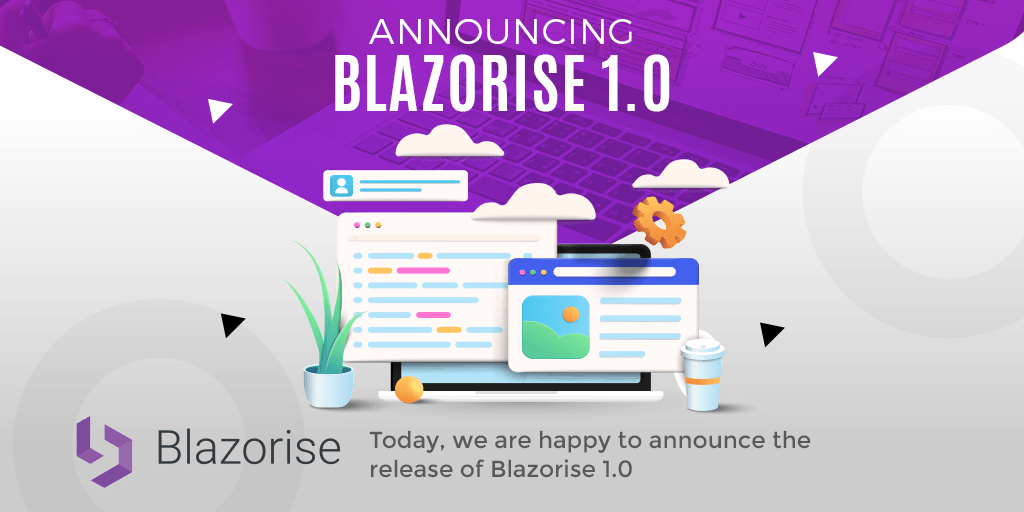 ANNOUNCING
BLAZORISE 1.0
Blazorise
Today, we are happy to announce the
release of Blazorise 1.0